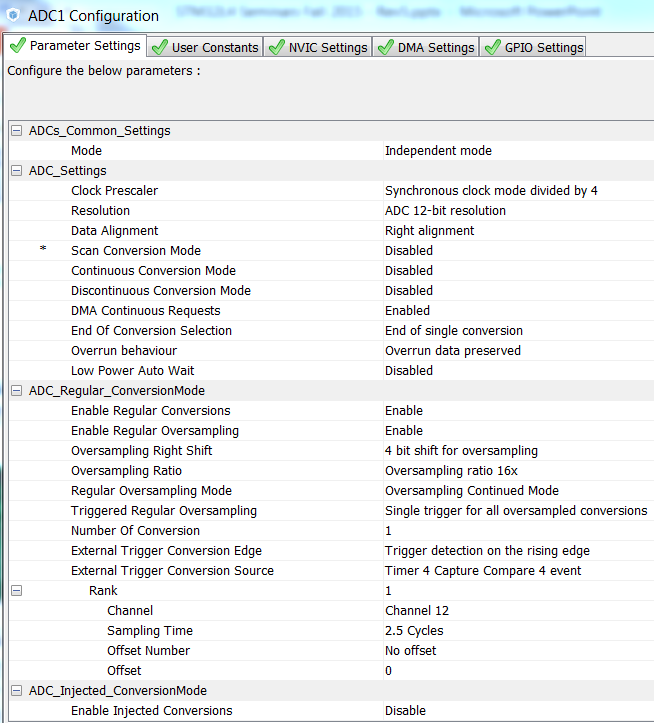 ADC1 Configuration
Parameter Settings User Constants NVIC Settings DMA Settings GPIO Settings
Configure the below parameters :
ADCs_Common_Settings
Mode Independent mode
ADC_Settings
Clock Prescaler Synchronous clock mode divided by 4
Resolution ADC 12-bit resolution
Data Alignment Right alignment
* Scan Conversion Mode Disabled
Continuous Conversion Mode Disabled
Discontinuous Conversion Mode Disabled
DMA Continuous Requests Enabled
End Of Conversion Selection End of single conversion
Overrun behaviour Overrun data preserved
Low Power Auto Wait Disabled
ADC_Regular_ConversionMode
Enable Regular Conversions Enable
Enable Regular Oversampling Enable
Oversampling Right Shift 4 bit shift for oversampling
Oversampling Ratio Oversampling ratio 16x
Regular Oversampling Mode Oversampling Continued Mode
Triggered Regular Oversampling Single trigger for all oversampled conversions
Number Of Conversion 1
External Trigger Conversion Edge Trigger detection on the rising edge
External Trigger Conversion Source Timer 4 Capture Compare 4 event
Rank 1
Channel Channel 12
Sampling Time 2.5 Cycles
Offset Number No offset
Offset 0
ADC_Injected_ConversionMode
Enable Injected Conversions Disable